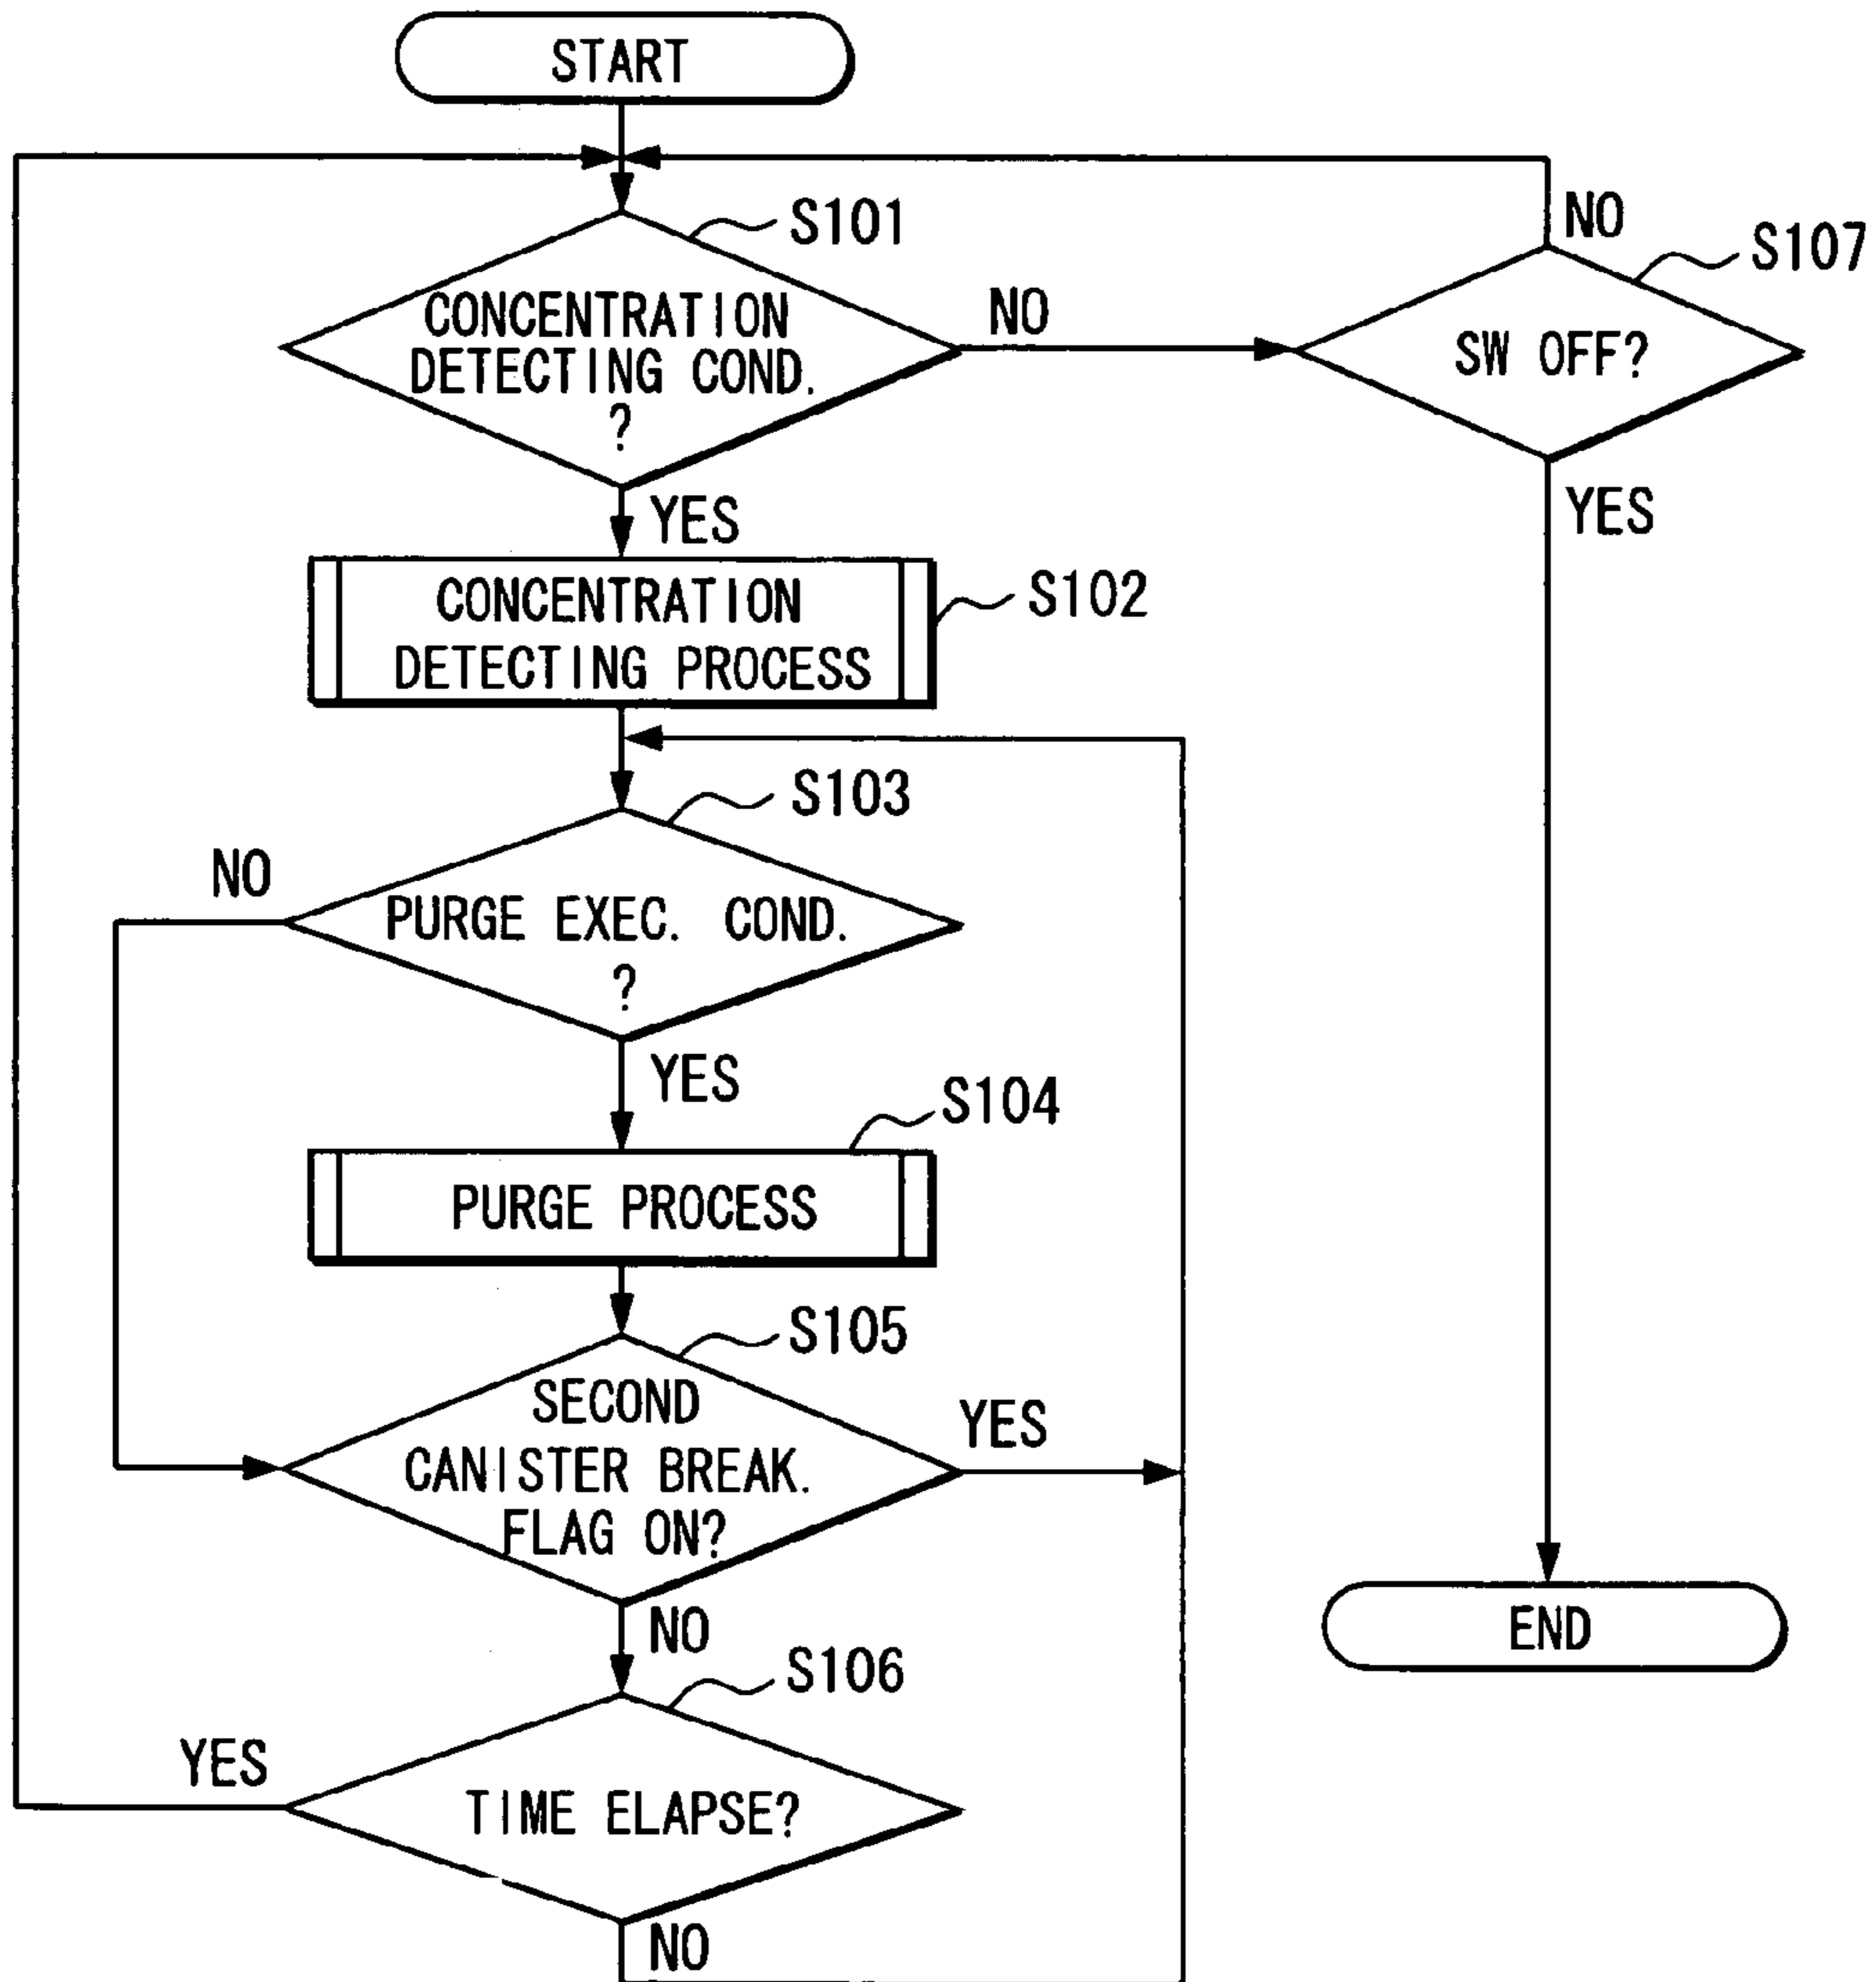 START
S101
CONCENTRATION
DETECTING COND.
?
NO
NO
S107
SW OFF?
YES
YES
CONCENTRATION
DETECTING PROCESS
S102
S103
NO
PURGE EXEC. COND.
?
YES
S104
PURGE PROCESS
S105
SECOND
CANISTER BREAK.
FLAG ON?
YES
NO
END
S106
YES
TIME ELAPSE?
NO